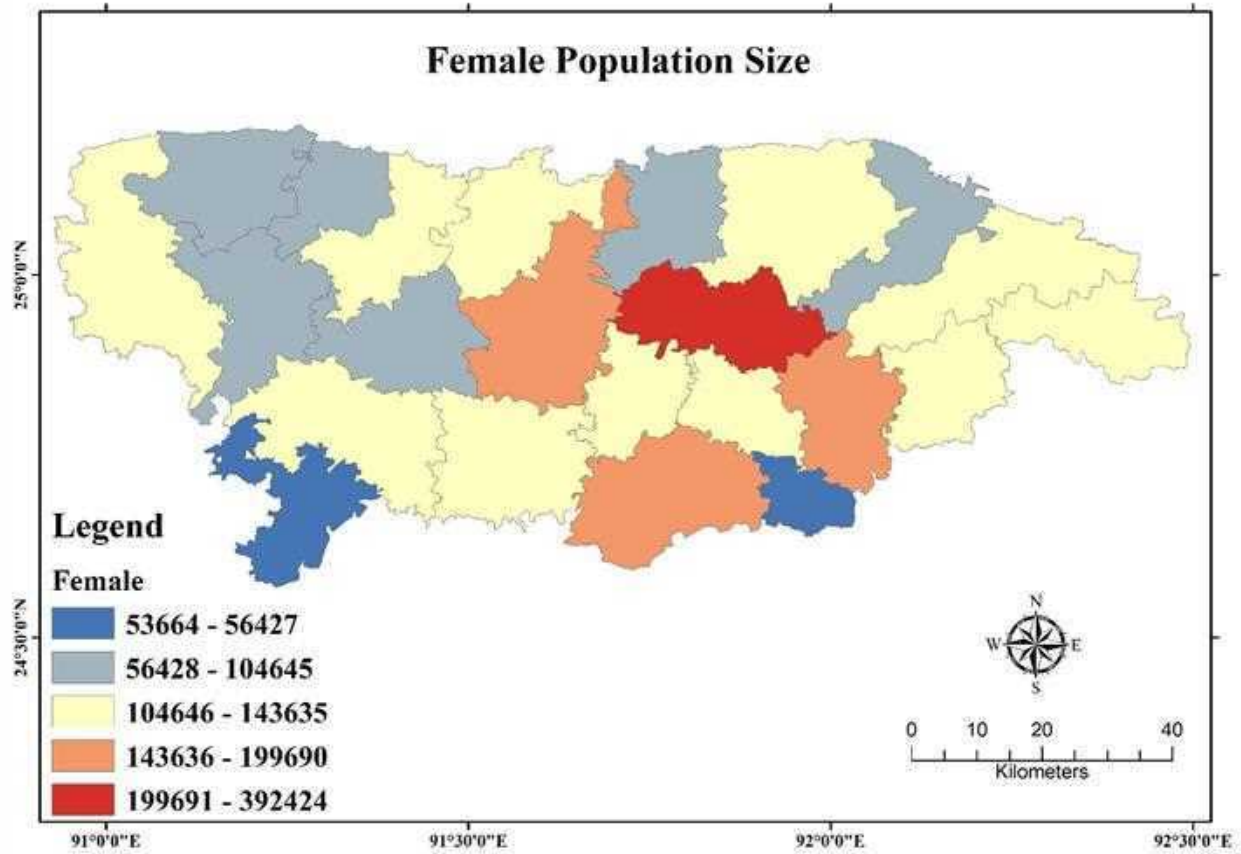 Female Population Size
25°0'0"N
24°30'0"N
Legend
Female
53664 - 56427
56428 - 104645
104646 - 143635
143636 - 199690
199691 - 392424
N
W E
S
0 10 20 40
Kilometers
91°0'0"E 91°30'0"E 92°0'0"E 92°30'0"E